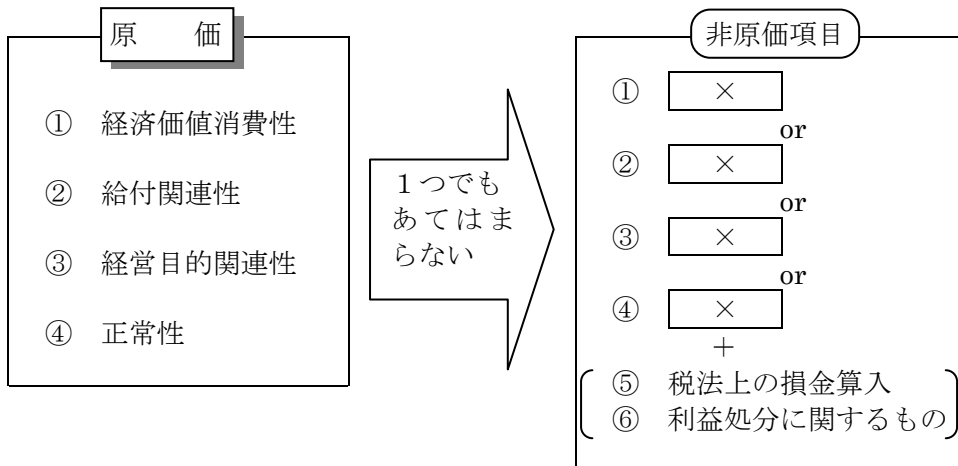 原　価
① 経済価値消費性
② 給付関連性
③ 経営目的関連性
④ 正常性
１つでも
あてはま
らない
非原価項目
① ×
or
② ×
or
③ ×
or
④ ×
＋
⑤ 税法上の損金算入
⑥ 利益処分に関するもの